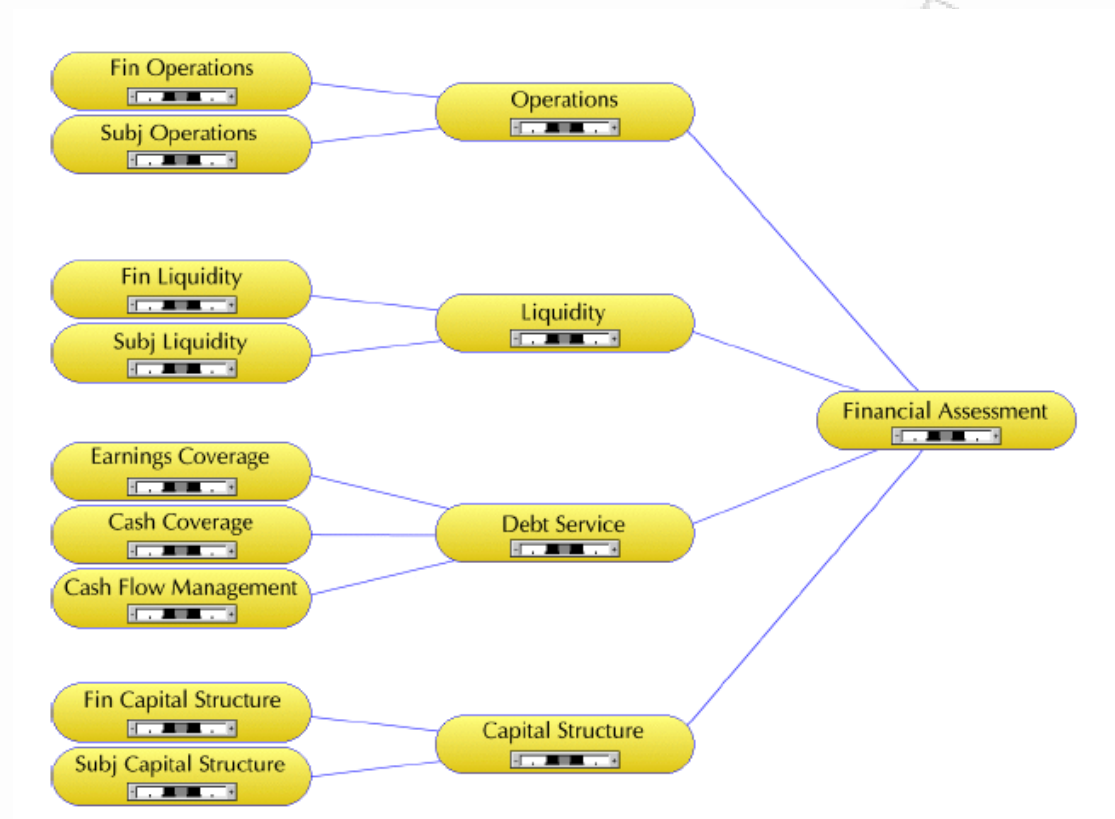 Fin Operations
Subj Operations
Operations
Fin Liquidity
Subj Liquidity
Liquidity
Financial Assessment
Earnings Coverage
Cash Coverage
Cash Flow Management
Debt Service
Fin Capital Structure
Subj Capital Structure
Capital Structure